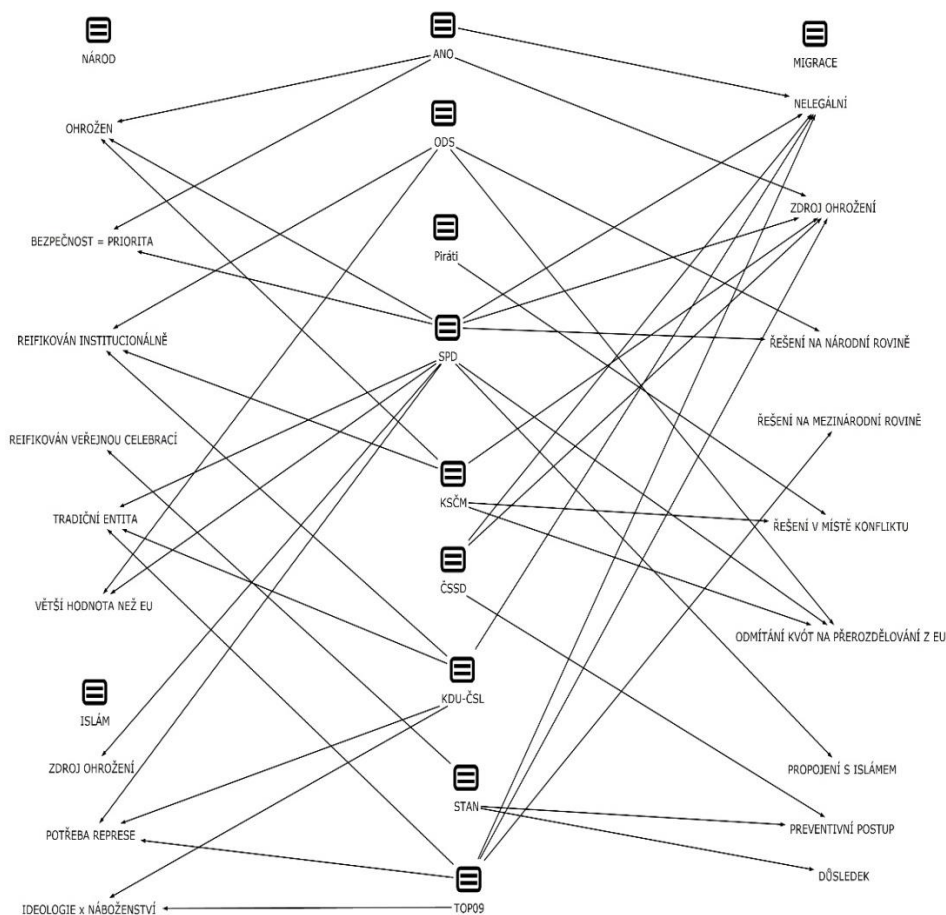 NÁROD
OHROŽEN
BEZPEČNOST = PRIORITA
REIFIKOVÁN INSTITUCIONÁLNĚ
REIFIKOVÁN VEŘEJNOU CELEBRACÍ
TRADIČNÍ ENTITA
VĚTŠÍ HODNOTA NEŽ EU
ISLÁM
ZDROJ OHROŽENÍ
POTŘEBA REPRESE
IDEOLOGIE x NÁBOŽENSTVÍ
ANO
ODS
Piráti
SPD
KSČM
ČSSD
KDU-ČSL
STAN
TOP09
MIGRACE
NELEGÁLNÍ
ZDROJ OHROŽENÍ
ŘEŠENÍ NA NÁRODNÍ ROVINĚ
ŘEŠENÍ NA MEZINÁRODNÍ ROVINĚ
ŘEŠENÍ V MÍSTĚ KONFLIKTU
ODMÍTÁNÍ KVÓT NA PŘEROZDĚLOVÁNÍ Z EU
PROPOJENÍ S ISLÁMEM
PREVENTIVNÍ POSTUP
DŮSLEDEK